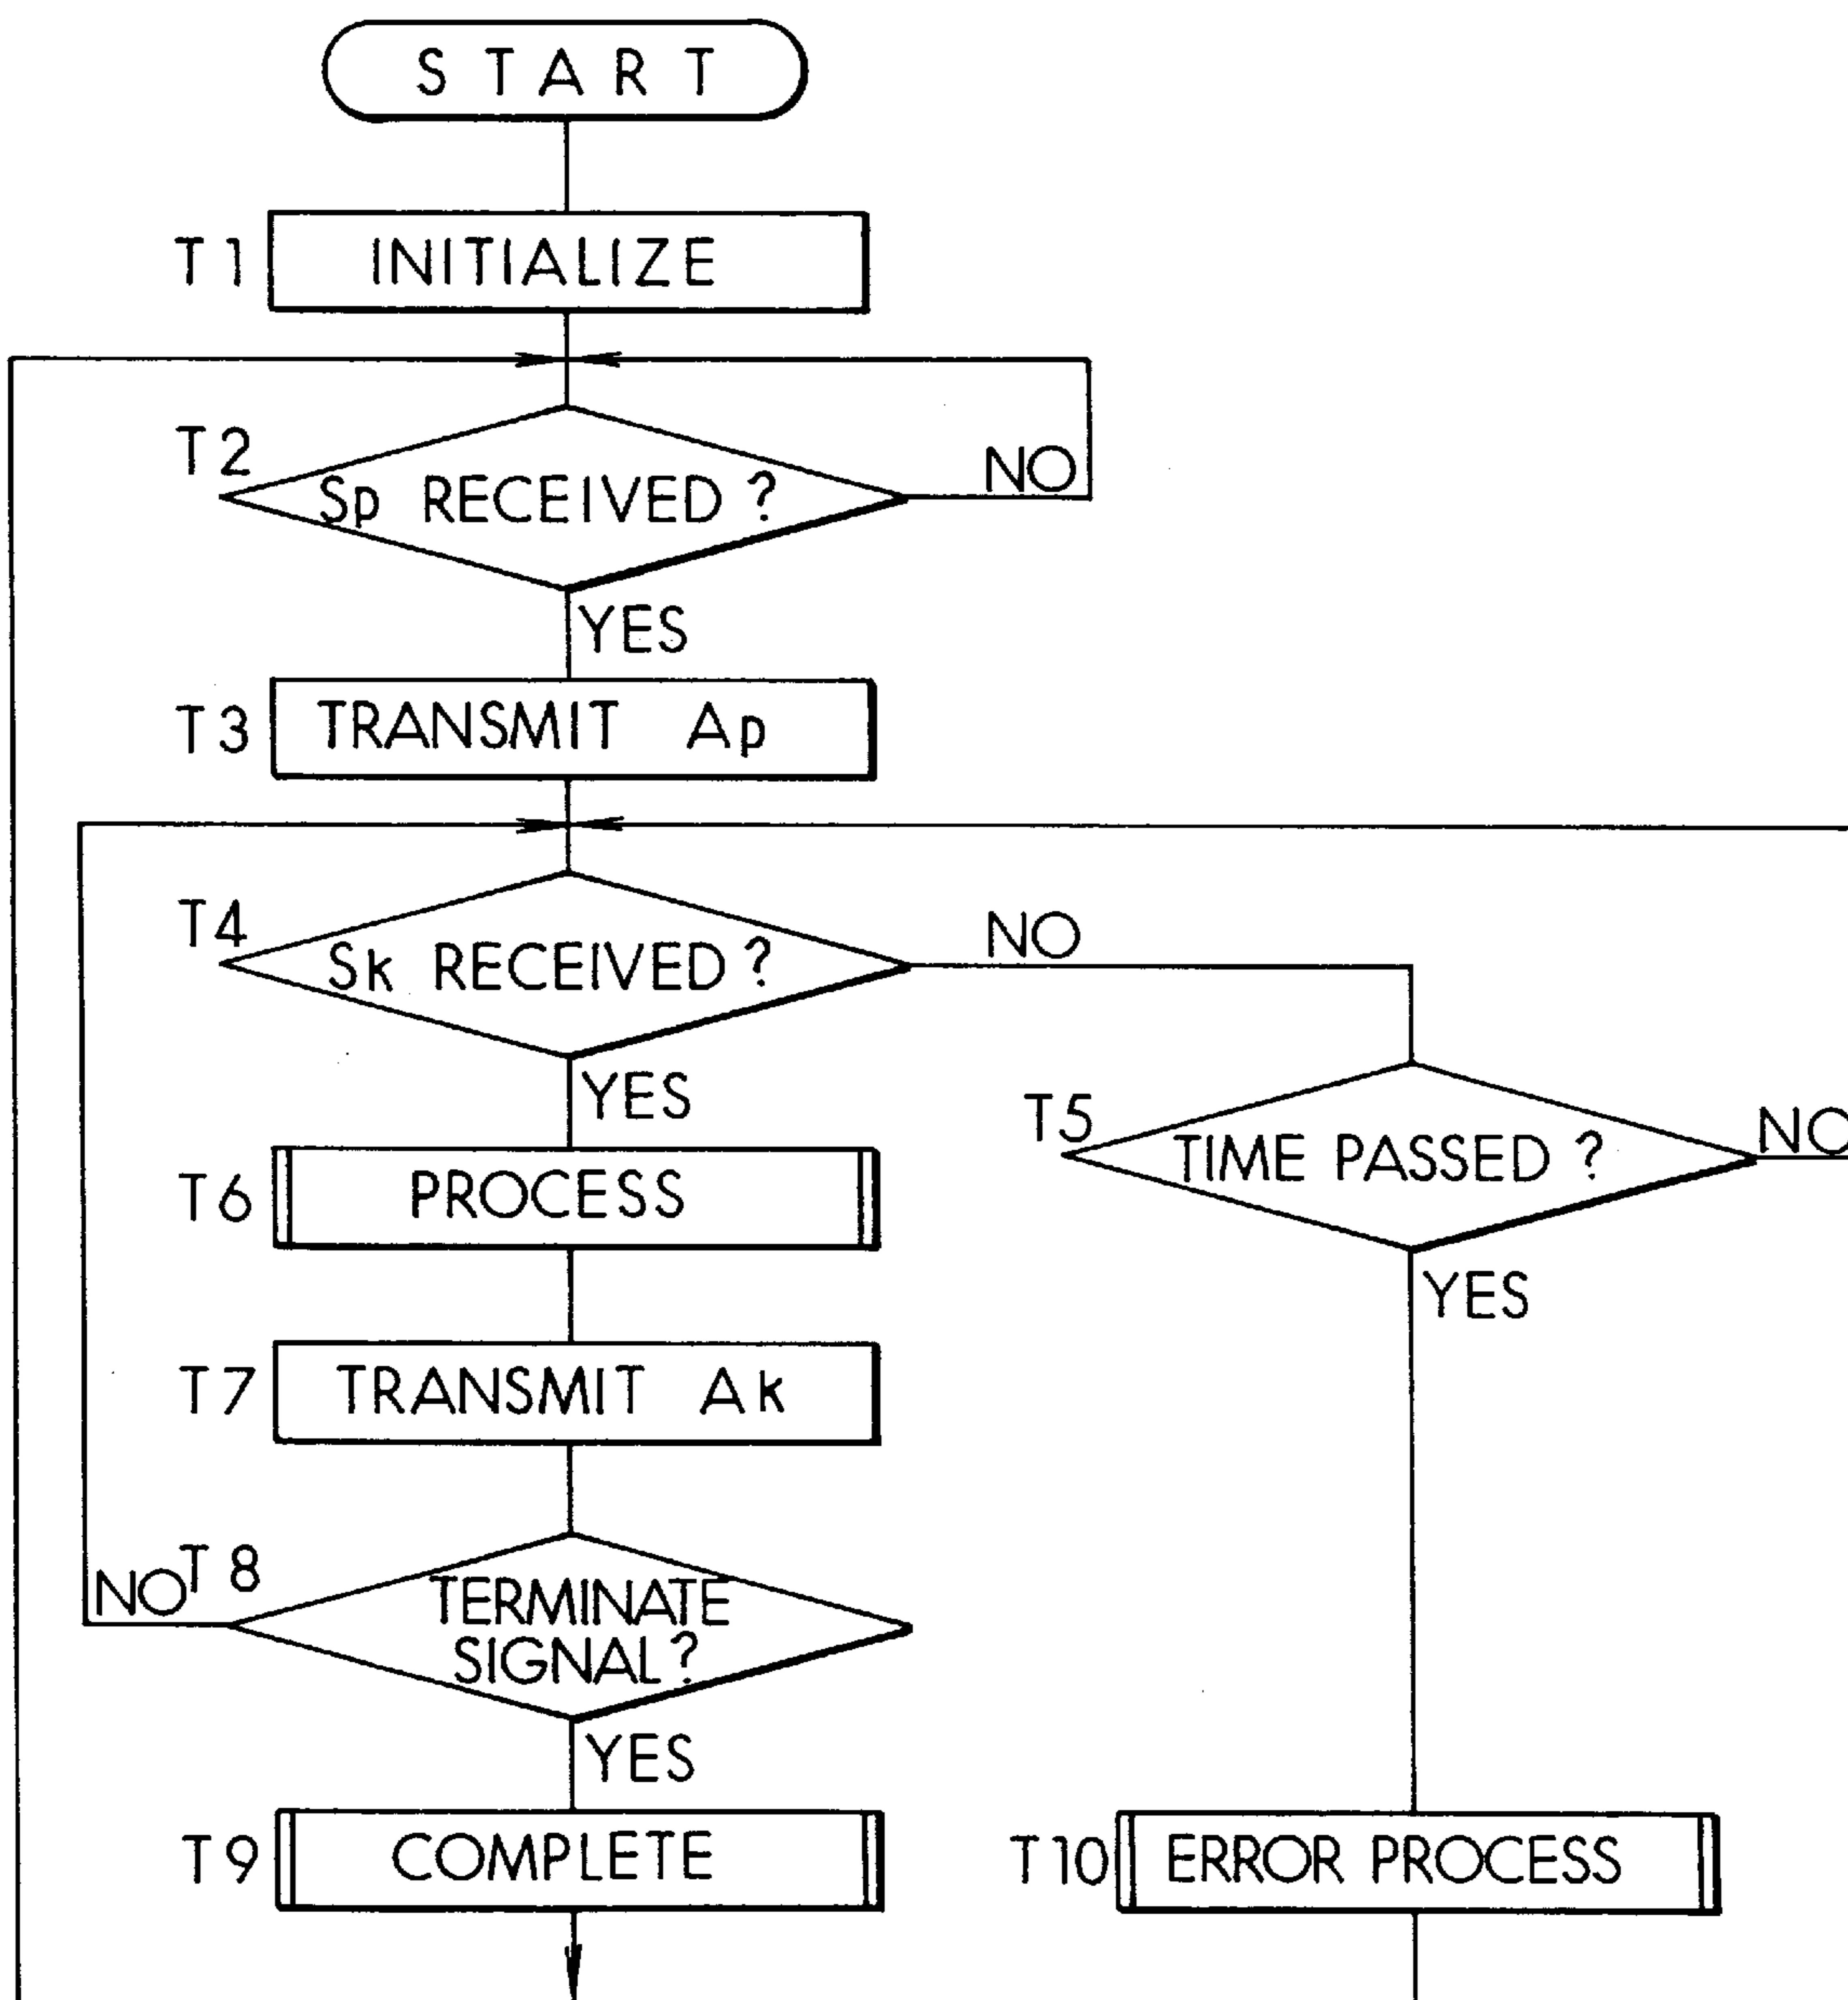 START
T1 INITIALIZE
T2 Sp RECEIVED ? NO
YES
T3 TRANSMIT Ap
T4 Sk RECEIVED ? NO
YES
T5 TIME PASSED ? NO
YES
T6 PROCESS
T7 TRANSMIT Ak
T8 TERMINATE
SIGNAL ?
NO
YES
T9 COMPLETE
T10 ERROR PROCESS